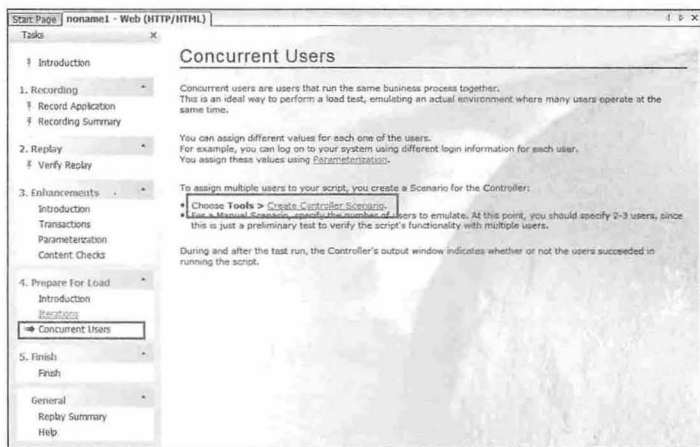 Start Page noname1 - Web (HTTP/HTML)
Tasks
Introduction
1. Recording
Record Application
Recording Summary
2. Replay
Verify Replay
3. Enhancements
Introduction
Transactions
Parameterization
Content Checks
4. Prepare For Load
Introduction
Iterations
Concurrent Users
5. Finish
Finish
General
Replay Summary
Help
Concurrent Users
Concurrent users are users that run the same business process together.
This is an ideal way to perform a load test, emulating an actual environment where many users operate at the
same time.
You can assign different values for each one of the users.
For example, you can log on to your system using different login information for each user.
You assign these values using Parameterization.
To assign multiple users to your script, you create a Scenario for the Controller:
• Choose Tools > Create Controller Scenario.
• For a Manual Scenario, specify the number of users to emulate. At this point, you should specify 2-3 users, since
this is just a preliminary test to verify the script's functionality with multiple users.
During and after the test run, the Controller's output window indicates whether or not the users succeeded in
running the script.